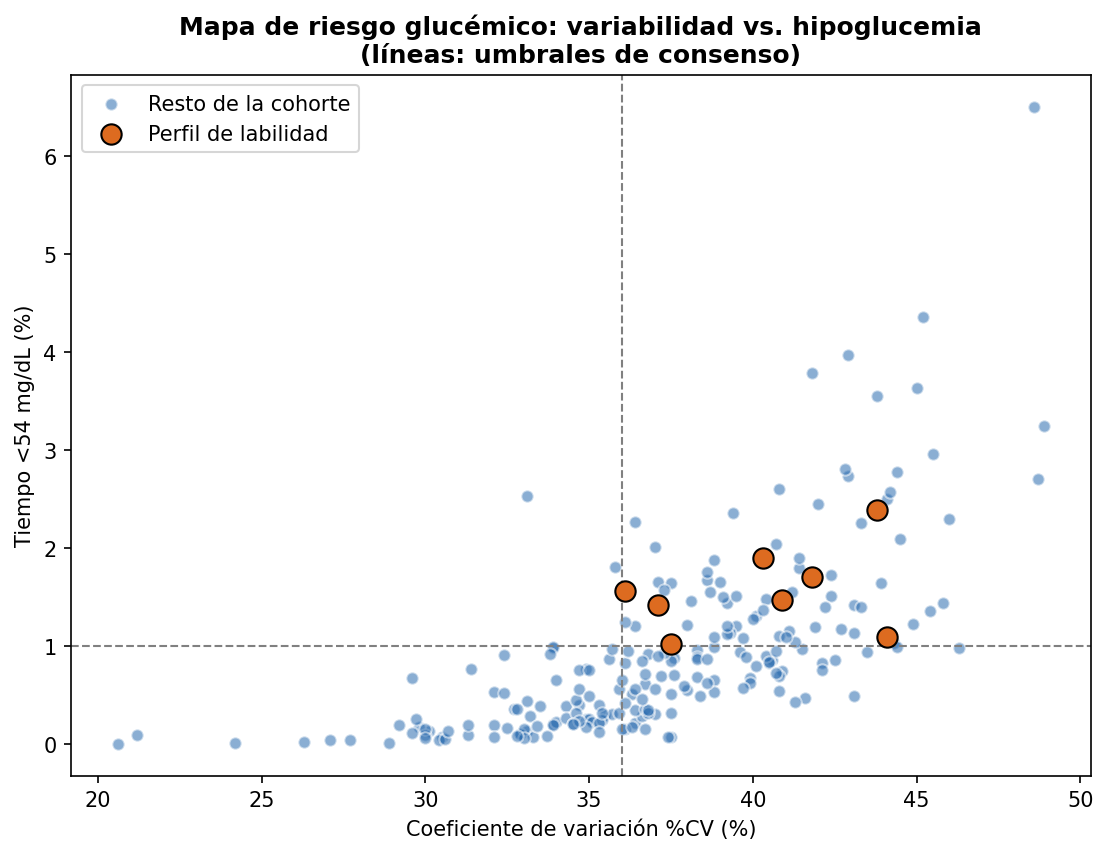 Mapa de riesgo glucémico: variabilidad vs. hipoglucemia
(líneas: umbrales de consenso)
Resto de la cohorte
Perfil de labilidad
Tiempo <54 mg/dL (%)
6
5
4
3
2
1
0
20 25 30 35 40 45 50
Coeficiente de variación %CV (%)